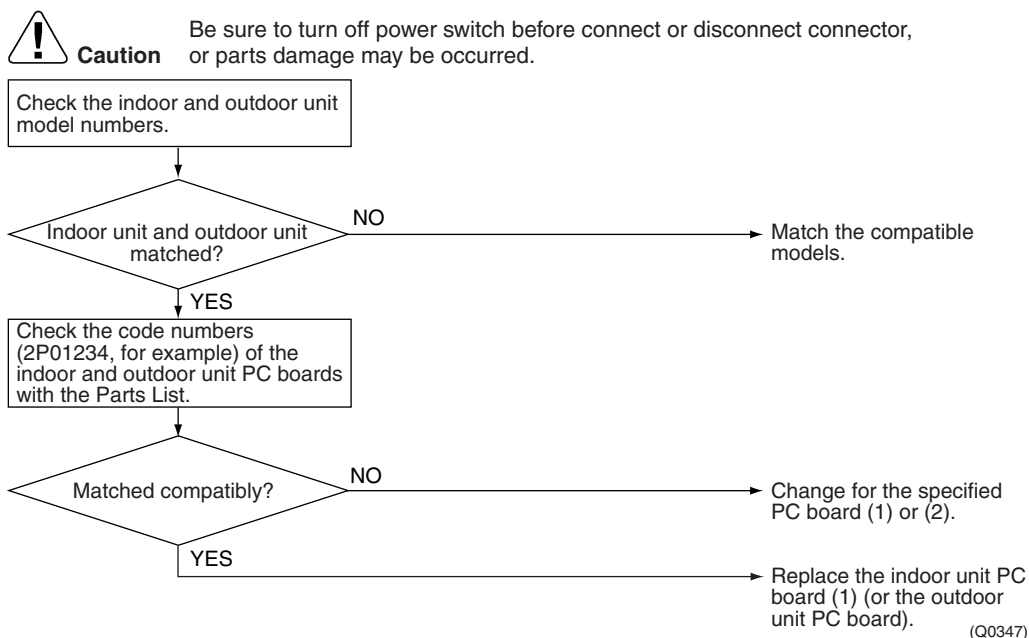 Be sure to turn off power switch before connect or disconnect connector,
Caution or parts damage may be occurred.
Check the indoor and outdoor unit
model numbers.
Indoor unit and outdoor unit
matched?
NO
Match the compatible
models.
YES
Check the code numbers
(2P01234, for example) of the
indoor and outdoor unit PC boards
with the Parts List.
Matched compatibly?
NO
Change for the specified
PC board (1) or (2).
YES
Replace the indoor unit PC
board (1) (or the outdoor
unit PC board).
(Q0347)